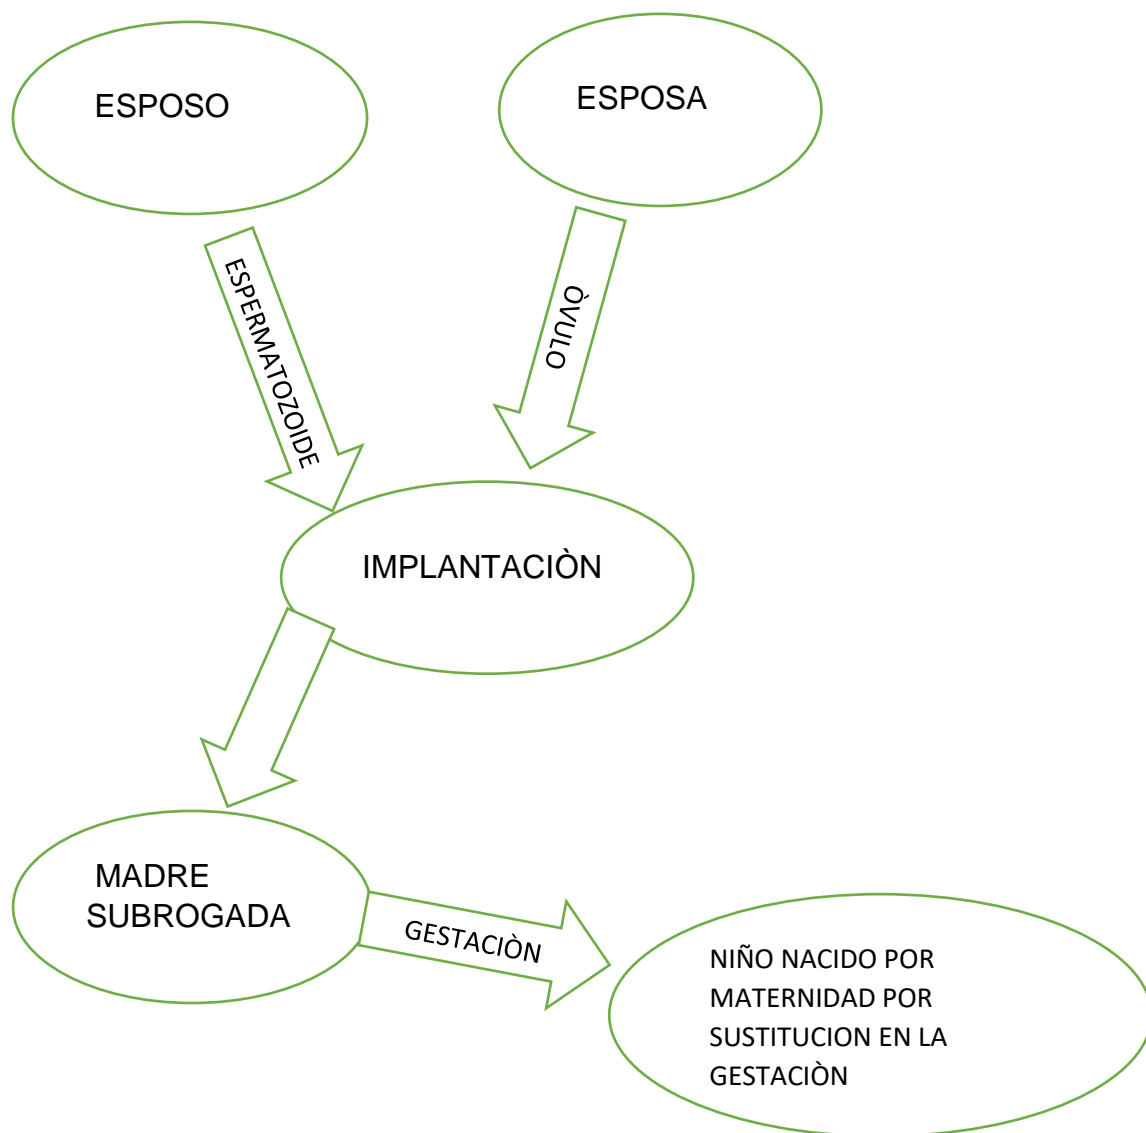 ESPOSO
ESPOSA
ESPERMATOZOIDE
ÒVULO
IMPLANTACIÒN
MADRE
SUBROGADA
GESTACIÒN
NIÑO NACIDO POR
MATERNIDAD POR
SUSTITUCION EN LA
GESTACIÒN